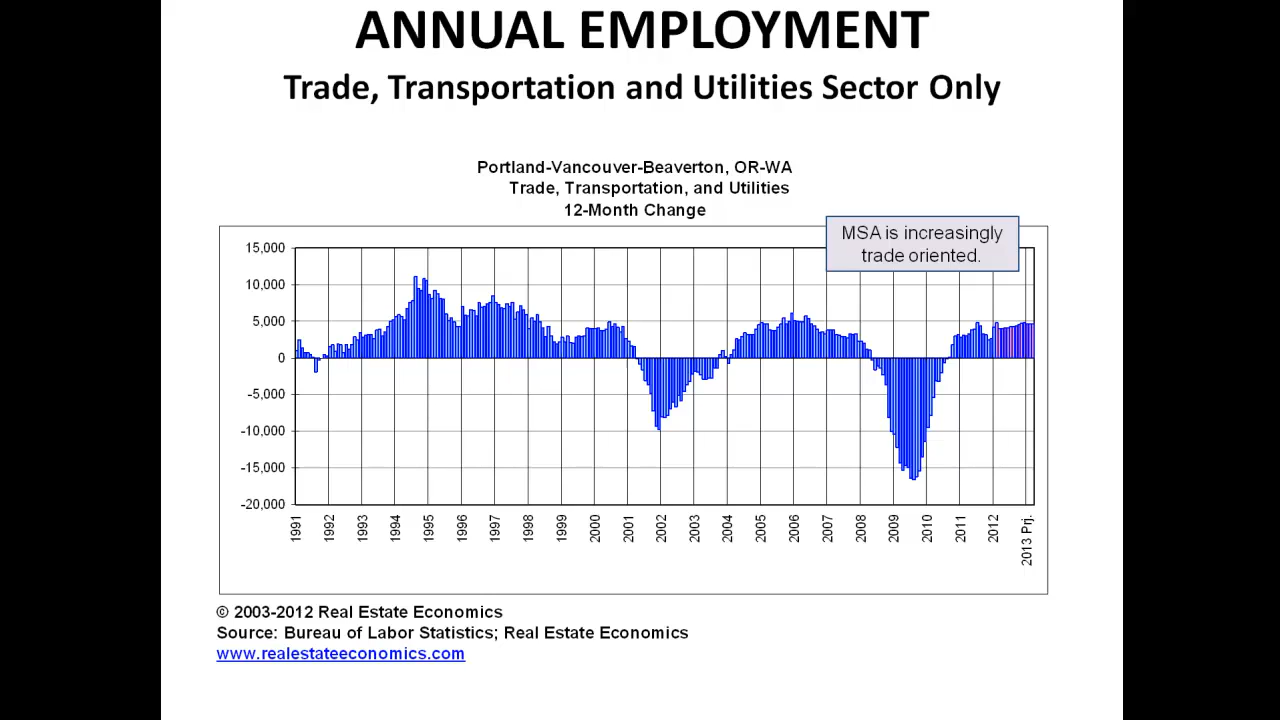 ANNUAL EMPLOYMENT
Trade, Transportation and Utilities Sector Only
Portland-Vancouver-Beaverton, OR-WA
Trade, Transportation, and Utilities
12-Month Change
MSA is increasingly
trade oriented.
15,000
10,000
5,000
0
-5,000
-10,000
-15,000
-20,000
1991
1992
1993
1994
1995
1996
1997
1998
1999
2000
2001
2002
2003
2004
2005
2006
2007
2008
2009
2010
2011
2012
2013 Prj.
© 2003-2012 Real Estate Economics
Source: Bureau of Labor Statistics; Real Estate Economics
www.realestateeconomics.com